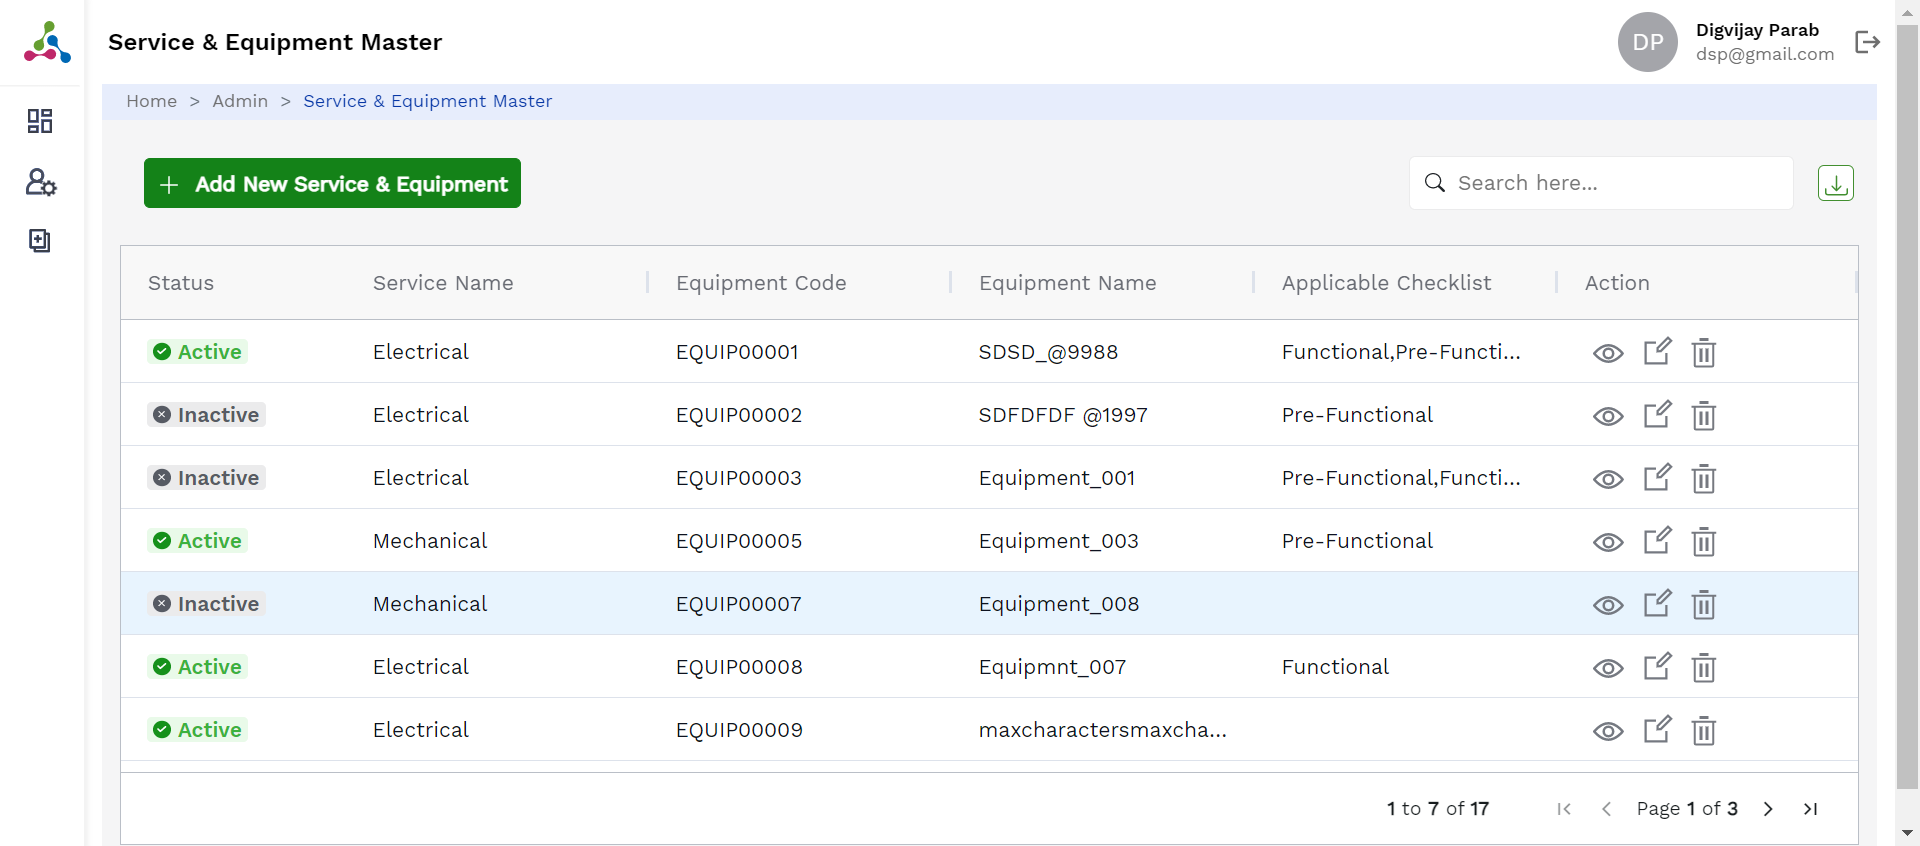 Service & Equipment Master
DP
Digvijay Parab
dsp@gmail.com
Home > Admin > Service & Equipment Master
+ Add New Service & Equipment
Search here...
Status Service Name Equipment Code Equipment Name Applicable Checklist Action
Active Electrical EQUIP00001 SDSD_@9988 Functional,Pre-Functi...
Inactive Electrical EQUIP00002 SDFDFDF @1997 Pre-Functional
Inactive Electrical EQUIP00003 Equipment_001 Pre-Functional,Functi...
Active Mechanical EQUIP00005 Equipment_003 Pre-Functional
Inactive Mechanical EQUIP00007 Equipment_008
Active Electrical EQUIP00008 Equipmnt_007 Functional
Active Electrical EQUIP00009 maxcharactersmaxcha...
1 to 7 of 17 Page 1 of 3